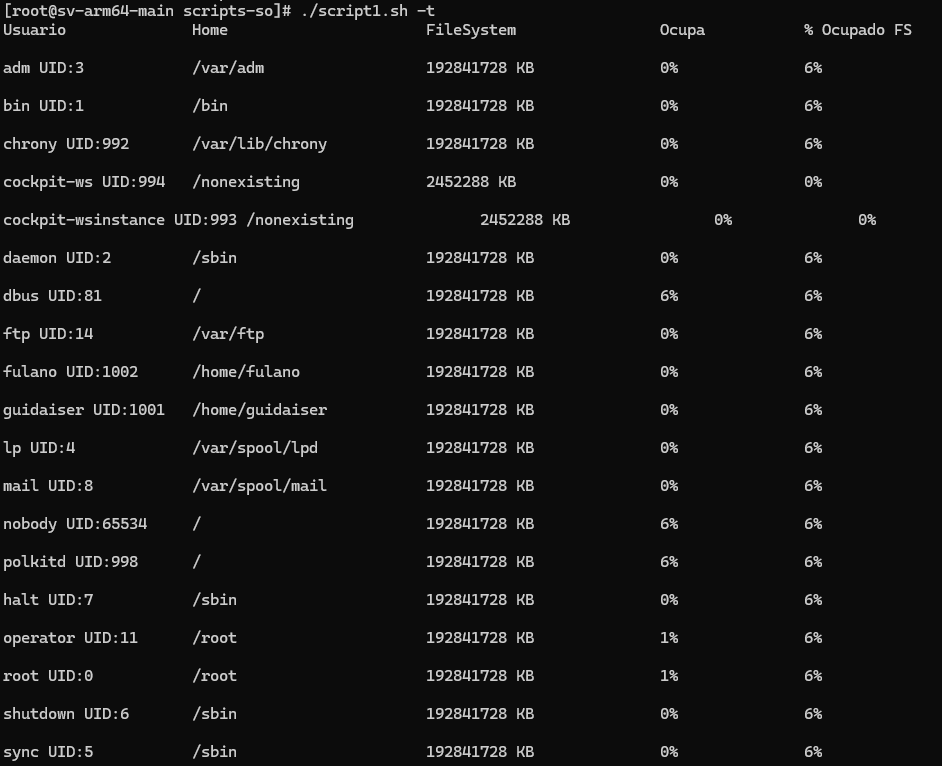 [root@sv-arm64-main scripts-so]# ./script1.sh -t
Usuario Home FileSystem Ocupa % Ocupado FS
adm UID:3 /var/adm 192841728 KB 0% 6%
bin UID:1 /bin 192841728 KB 0% 6%
chrony UID:992 /var/lib/chrony 192841728 KB 0% 6%
cockpit-ws UID:994 /nonexisting 2452288 KB 0% 0%
cockpit-wsinstance UID:993 /nonexisting 2452288 KB 0% 0%
daemon UID:2 /sbin 192841728 KB 0% 6%
dbus UID:81 / 192841728 KB 6% 6%
ftp UID:14 /var/ftp 192841728 KB 0% 6%
fulano UID:1002 /home/fulano 192841728 KB 0% 6%
guidaiser UID:1001 /home/guidaiser 192841728 KB 0% 6%
lp UID:4 /var/spool/lpd 192841728 KB 0% 6%
mail UID:8 /var/spool/mail 192841728 KB 0% 6%
nobody UID:65534 / 192841728 KB 6% 6%
polkitd UID:998 / 192841728 KB 6% 6%
halt UID:7 /sbin 192841728 KB 0% 6%
operator UID:11 /root 192841728 KB 1% 6%
root UID:0 /root 192841728 KB 1% 6%
shutdown UID:6 /sbin 192841728 KB 0% 6%
sync UID:5 /sbin 192841728 KB 0% 6%